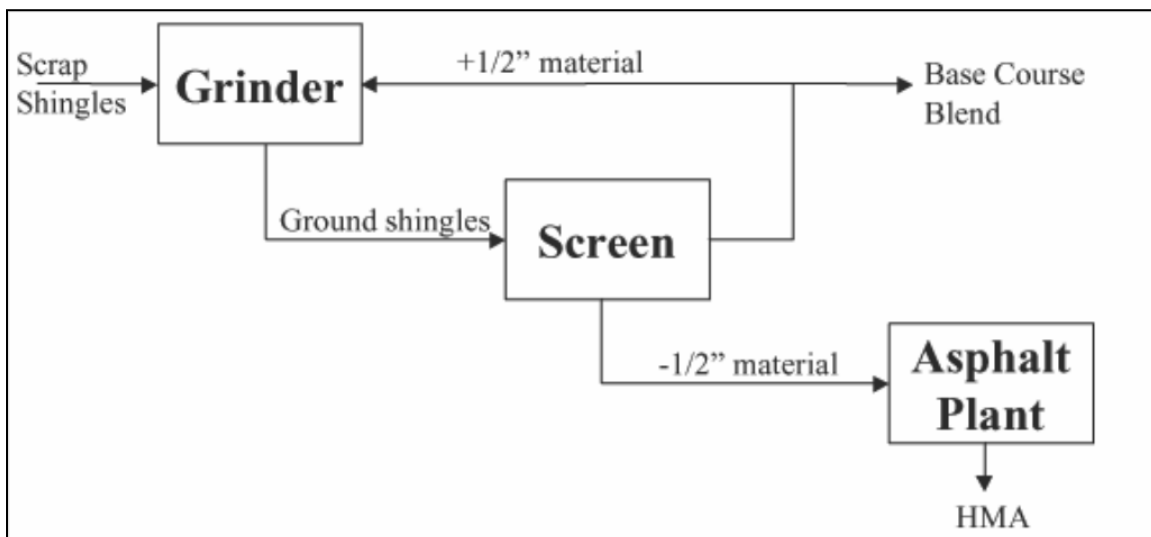 Scrap
Shingles
Grinder
+1/2” material
Base Course
Blend
Ground shingles
Screen
-1/2” material
Asphalt
Plant
HMA